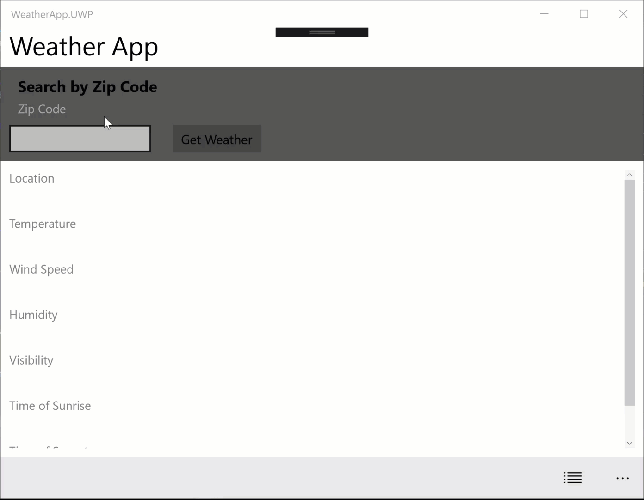 WeatherApp.UWP
Weather App
Search by Zip Code
Zip Code
Get Weather
Location
Temperature
Wind Speed
Humidity
Visibility
Time of Sunrise